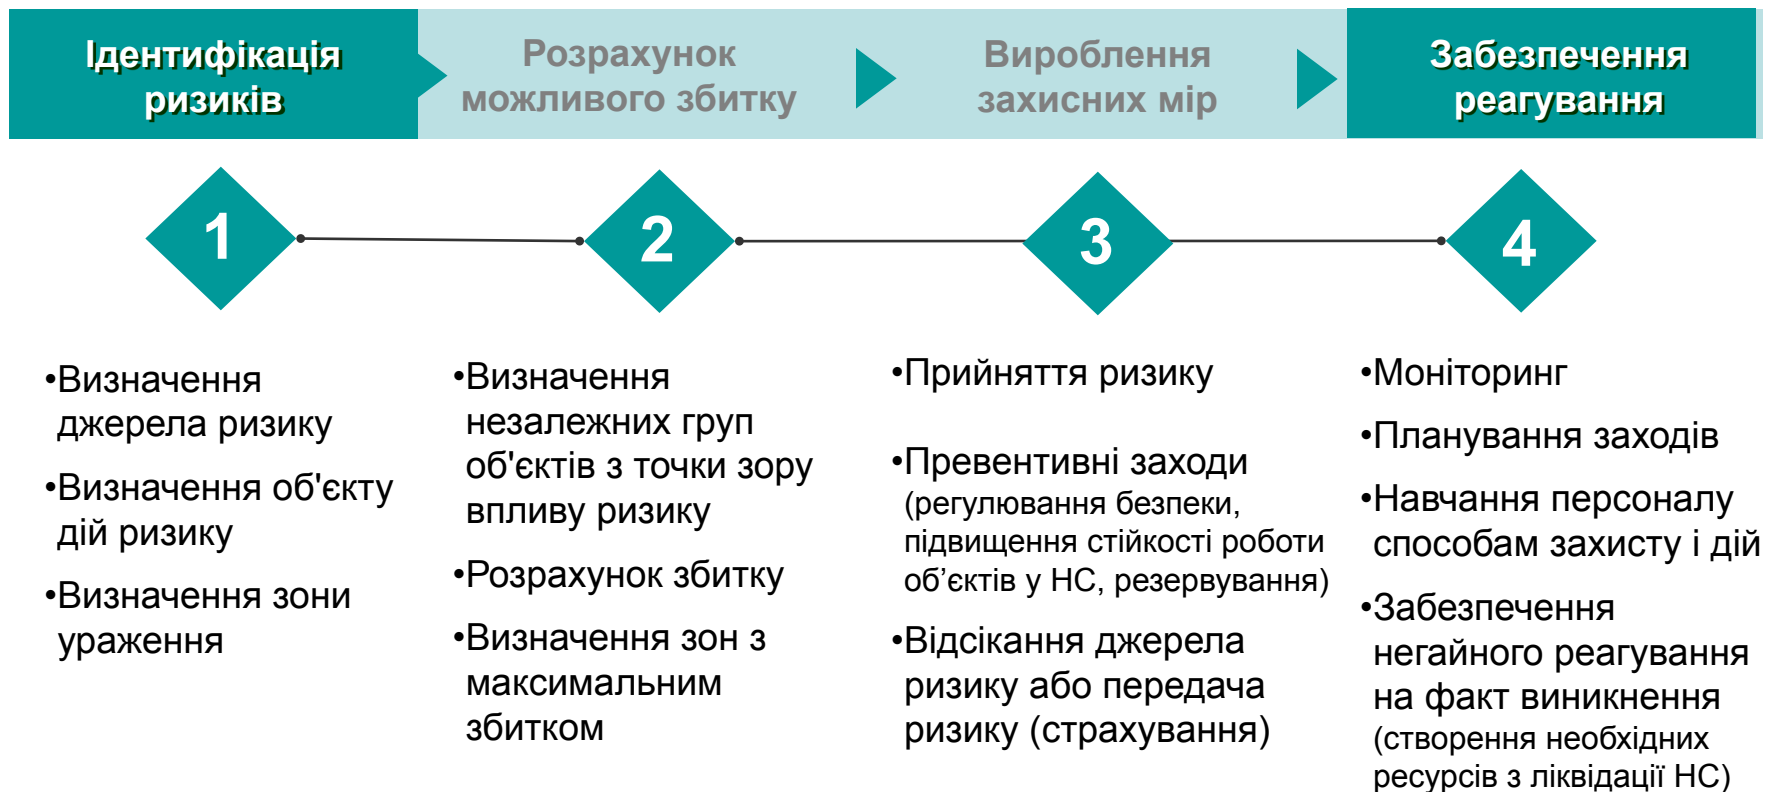 Ідентифікація
ризиків
Розрахунок
можливого збитку
Вироблення
захисних мір
Забезпечення
реагування
1
2
3
4
•Визначення
джерела ризику
•Визначення об'єкту
дій ризику
•Визначення зони
ураження
•Визначення
незалежних груп
об'єктів з точки зору
впливу ризику
•Розрахунок збитку
•Визначення зон з
максимальним
збитком
•Прийняття ризику
•Превентивні заходи
(регулювання безпеки,
підвищення стійкості роботи
об’єктів у НС, резервування)
•Відсікання джерела
ризику або передача
ризику (страхування)
•Моніторинг
•Планування заходів
•Навчання персоналу
способам захисту і дій
•Забезпечення
негайного реагування
на факт виникнення
(створення необхідних
ресурсів з ліквідації НС)